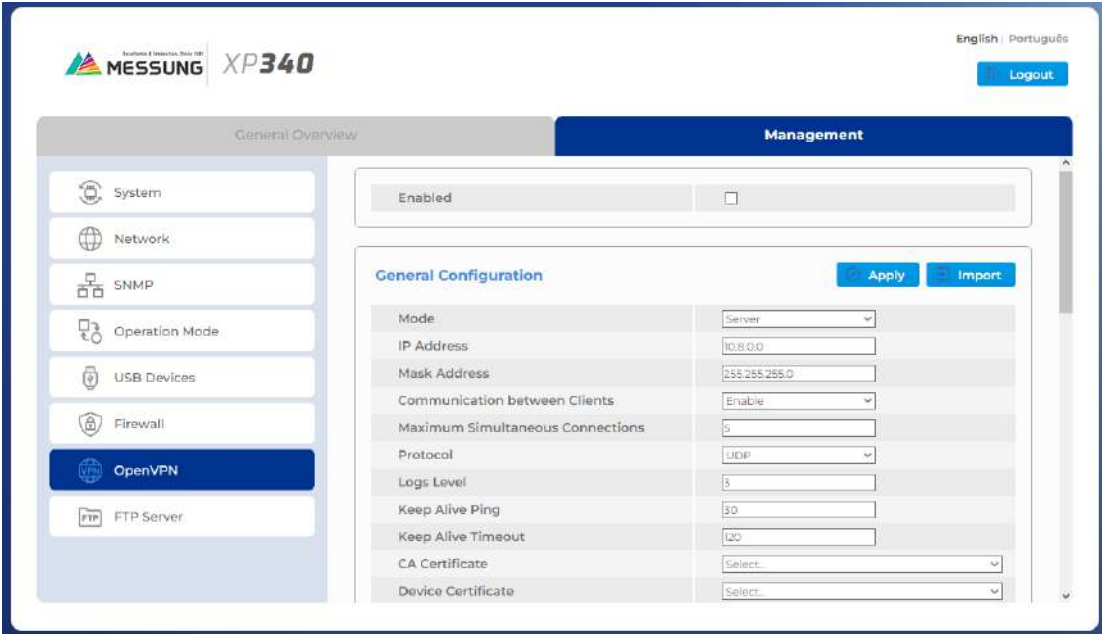 English | Português
MESSUNG XP340
Logout
General Overview Management
System
Network
SNMP
Operation Mode
USB Devices
Firewall
VPN OpenVPN
FTP FTP Server
Enabled
General Configuration Apply Import
Mode Server
IP Address 10.8.0.0
Mask Address 255.255.255.0
Communication between Clients Enable
Maximum Simultaneous Connections 5
Protocol UDP
Logs Level 3
Keep Alive Ping 30
Keep Alive Timeout 120
CA Certificate Select...
Device Certificate Select...